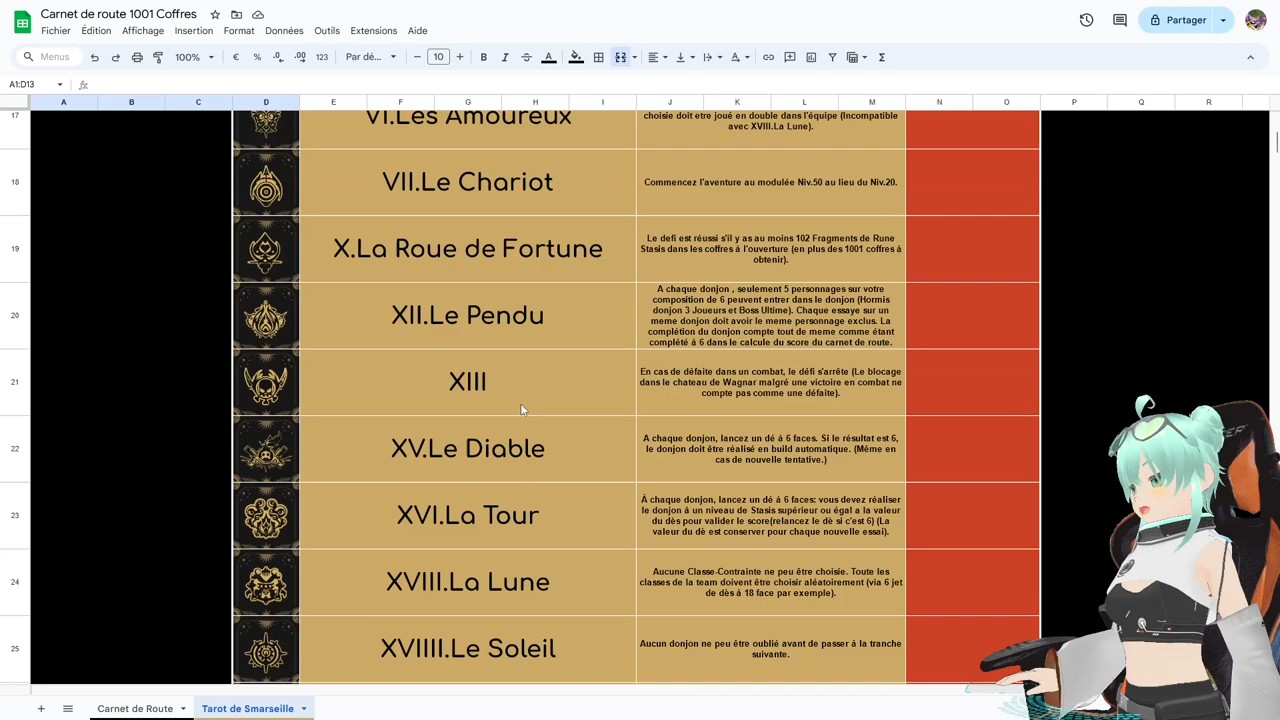 Carnet de route 1001 Coffres
Fichier Édition Affichage Insertion Format Données Outils Extensions Aide
Partager
Menus 100% € % .0 .00 123 Par dé... 10 B I A Σ
A1:D13 fx
A B C D E F G H I J K L M N O P Q R
17 VI.Les Amoureux
choisie doit etre joué en double dans l'équipe (Incompatible
avec XVIII.La Lune).
18 VII.Le Chariot
Commencez l'aventure au modulée Niv.50 au lieu du Niv.20.
19 X.La Roue de Fortune
Le defi est réussi s'il y as au moins 102 Fragments de Rune
Stasis dans les coffres à l'ouverture (en plus des 1001 coffres à
obtenir).
20 XII.Le Pendu
A chaque donjon , seulement 5 personnages sur votre
composition de 6 peuvent entrer dans le donjon (Hormis
donjon 3 Joueurs et Boss Ultime). Chaque essaye sur un
meme donjon doit avoir le meme personnage exclus. La
complétion du donjon compte tout de meme comme étant
complété à 6 dans le calcule du score du carnet de route.
21 XIII
En cas de défaite dans un combat, le défi s'arrête (Le blocage
dans le chateau de Wagnar malgré une victoire en combat ne
compte pas comme une défaite).
22 XV.Le Diable
A chaque donjon, lancez un dé à 6 faces. Si le résultat est 6,
le donjon doit être réalisé en build automatique. (Même en
cas de nouvelle tentative.)
23 XVI.La Tour
À chaque donjon, lancez un dé à 6 faces: vous devez réaliser
le donjon à un niveau de Stasis supérieur ou égal a la valeur
du dès pour valider le score(relancez le dè si c'est 6) (La
valeur du dè est conserver pour chaque nouvelle essai).
24 XVIII.La Lune
Aucune Classe-Contrainte ne peu être choisie. Toute les
classes de la team doivent être choisir aléatoirement (via 6 jet
de dès à 18 face par exemple).
25 XVIIII.Le Soleil
Aucun donjon ne peu être oublié avant de passer à la tranche
suivante.
Carnet de Route Tarot de Smarseille